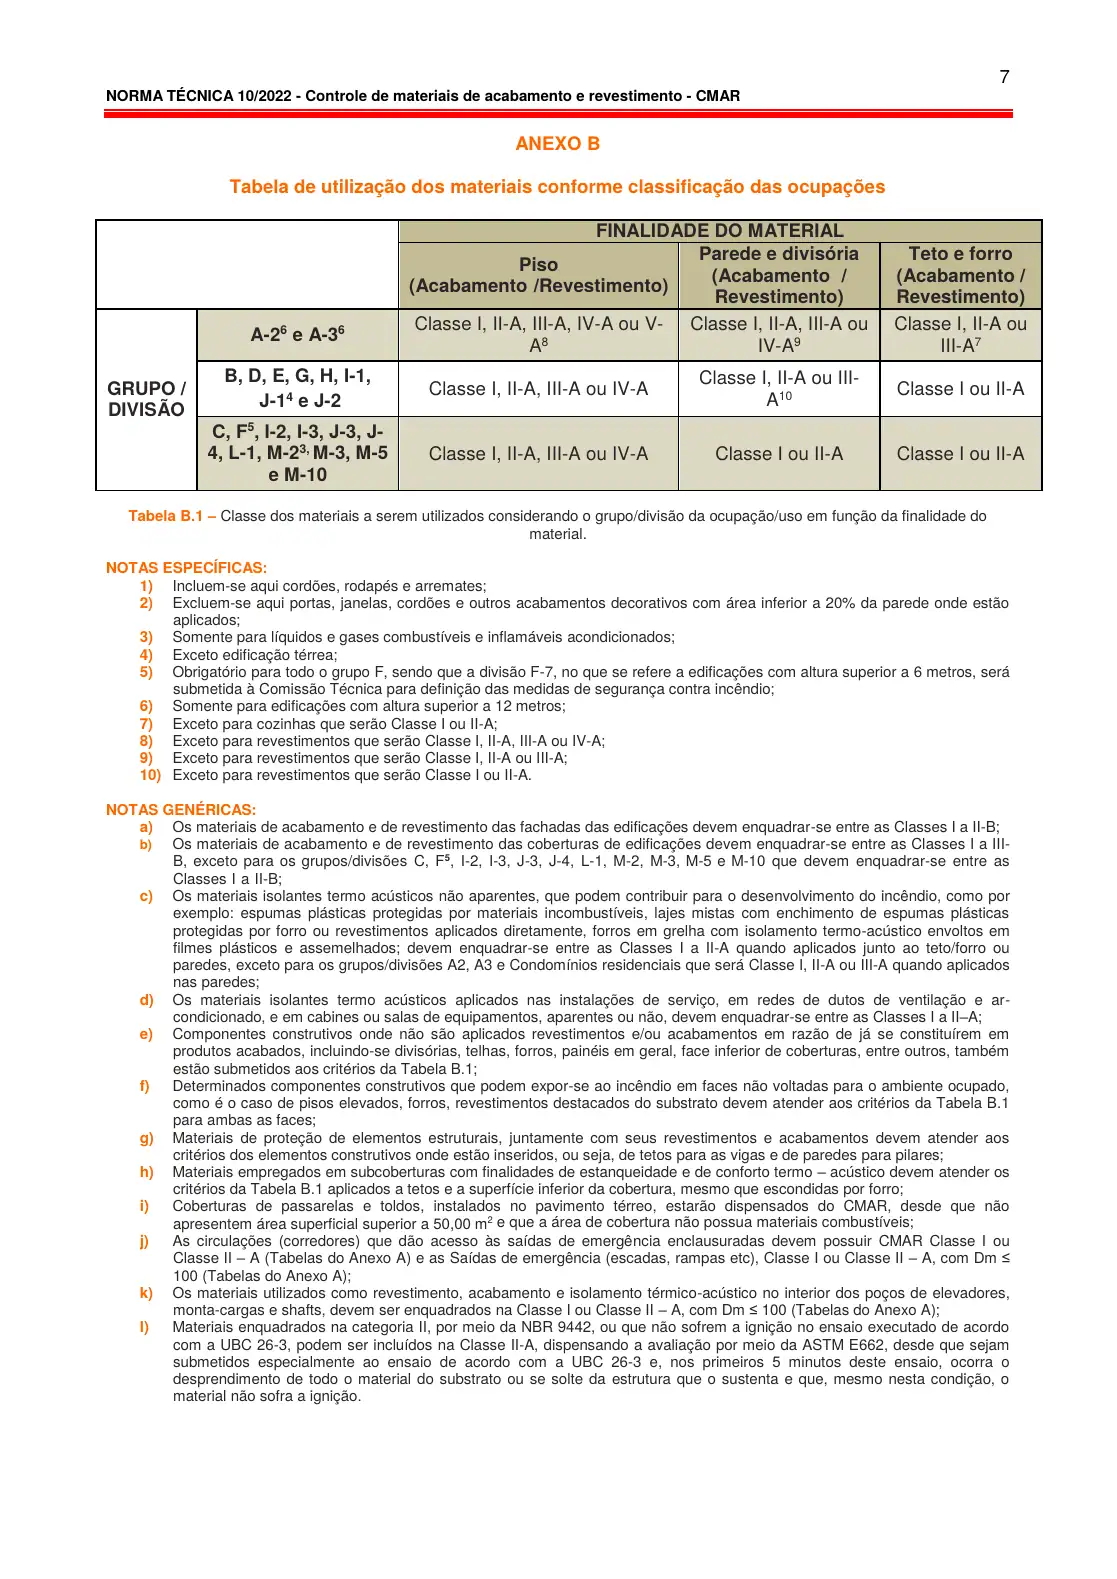 7
NORMA TÉCNICA 10/2022 - Controle de materiais de acabamento e revestimento - CMAR
ANEXO B
Tabela de utilização dos materiais conforme classificação das ocupações
FINALIDADE DO MATERIAL
Piso
(Acabamento /Revestimento)
Parede e divisória
(Acabamento /
Revestimento)
Teto e forro
(Acabamento /
Revestimento)
GRUPO /
DIVISÃO
A-2⁶ e A-3⁶
Classe I, II-A, III-A, IV-A ou V-
A⁸
Classe I, II-A, III-A ou
IV-A⁹
Classe I, II-A ou
III-A⁷
B, D, E, G, H, I-1,
J-1⁴ e J-2
Classe I, II-A, III-A ou IV-A
Classe I, II-A ou III-
A¹⁰
Classe I ou II-A
C, F⁵, I-2, I-3, J-3, J-
4, L-1, M-2³, M-3, M-5
e M-10
Classe I, II-A, III-A ou IV-A
Classe I ou II-A
Classe I ou II-A
Tabela B.1 – Classe dos materiais a serem utilizados considerando o grupo/divisão da ocupação/uso em função da finalidade do
material.
NOTAS ESPECÍFICAS:
1) Incluem-se aqui cordões, rodapés e arremates;
2) Excluem-se aqui portas, janelas, cordões e outros acabamentos decorativos com área inferior a 20% da parede onde estão
aplicados;
3) Somente para líquidos e gases combustíveis e inflamáveis acondicionados;
4) Exceto edificação térrea;
5) Obrigatório para todo o grupo F, sendo que a divisão F-7, no que se refere a edificações com altura superior a 6 metros, será
submetida à Comissão Técnica para definição das medidas de segurança contra incêndio;
6) Somente para edificações com altura superior a 12 metros;
7) Exceto para cozinhas que serão Classe I ou II-A;
8) Exceto para revestimentos que serão Classe I, II-A, III-A ou IV-A;
9) Exceto para revestimentos que serão Classe I, II-A ou III-A;
10) Exceto para revestimentos que serão Classe I ou II-A.
NOTAS GENÉRICAS:
a) Os materiais de acabamento e de revestimento das fachadas das edificações devem enquadrar-se entre as Classes I a II-B;
b) Os materiais de acabamento e de revestimento das coberturas de edificações devem enquadrar-se entre as Classes I a III-
B, exceto para os grupos/divisões C, F⁵, I-2, I-3, J-3, J-4, L-1, M-2, M-3, M-5 e M-10 que devem enquadrar-se entre as
Classes I a II-B;
c) Os materiais isolantes termo acústicos não aparentes, que podem contribuir para o desenvolvimento do incêndio, como por
exemplo: espumas plásticas protegidas por materiais incombustíveis, lajes mistas com enchimento de espumas plásticas
protegidas por forro ou revestimentos aplicados diretamente, forros em grelha com isolamento termo-acústico envoltos em
filmes plásticos e assemelhados; devem enquadrar-se entre as Classes I a II-A quando aplicados junto ao teto/forro ou
paredes, exceto para os grupos/divisões A2, A3 e Condomínios residenciais que será Classe I, II-A ou III-A quando aplicados
nas paredes;
d) Os materiais isolantes termo acústicos aplicados nas instalações de serviço, em redes de dutos de ventilação e ar-
condicionado, e em cabines ou salas de equipamentos, aparentes ou não, devem enquadrar-se entre as Classes I a II–A;
e) Componentes construtivos onde não são aplicados revestimentos e/ou acabamentos em razão de já se constituírem em
produtos acabados, incluindo-se divisórias, telhas, forros, painéis em geral, face inferior de coberturas, entre outros, também
estão submetidos aos critérios da Tabela B.1;
f) Determinados componentes construtivos que podem expor-se ao incêndio em faces não voltadas para o ambiente ocupado,
como é o caso de pisos elevados, forros, revestimentos destacados do substrato devem atender aos critérios da Tabela B.1
para ambas as faces;
g) Materiais de proteção de elementos estruturais, juntamente com seus revestimentos e acabamentos devem atender aos
critérios dos elementos construtivos onde estão inseridos, ou seja, de tetos para as vigas e de paredes para pilares;
h) Materiais empregados em subcoberturas com finalidades de estanqueidade e de conforto termo – acústico devem atender os
critérios da Tabela B.1 aplicados a tetos e a superfície inferior da cobertura, mesmo que escondidas por forro;
i) Coberturas de passarelas e toldos, instalados no pavimento térreo, estarão dispensados do CMAR, desde que não
apresentem área superficial superior a 50,00 m² e que a área de cobertura não possua materiais combustíveis;
j) As circulações (corredores) que dão acesso às saídas de emergência enclausuradas devem possuir CMAR Classe I ou
Classe II – A (Tabelas do Anexo A) e as Saídas de emergência (escadas, rampas etc), Classe I ou Classe II – A, com Dm ≤
100 (Tabelas do Anexo A);
k) Os materiais utilizados como revestimento, acabamento e isolamento térmico-acústico no interior dos poços de elevadores,
monta-cargas e shafts, devem ser enquadrados na Classe I ou Classe II – A, com Dm ≤ 100 (Tabelas do Anexo A);
l) Materiais enquadrados na categoria II, por meio da NBR 9442, ou que não sofrem a ignição no ensaio executado de acordo
com a UBC 26-3, podem ser incluídos na Classe II-A, dispensando a avaliação por meio da ASTM E662, desde que sejam
submetidos especialmente ao ensaio de acordo com a UBC 26-3 e, nos primeiros 5 minutos deste ensaio, ocorra o
desprendimento de todo o material do substrato ou se solte da estrutura que o sustenta e que, mesmo nesta condição, o
material não sofra a ignição.